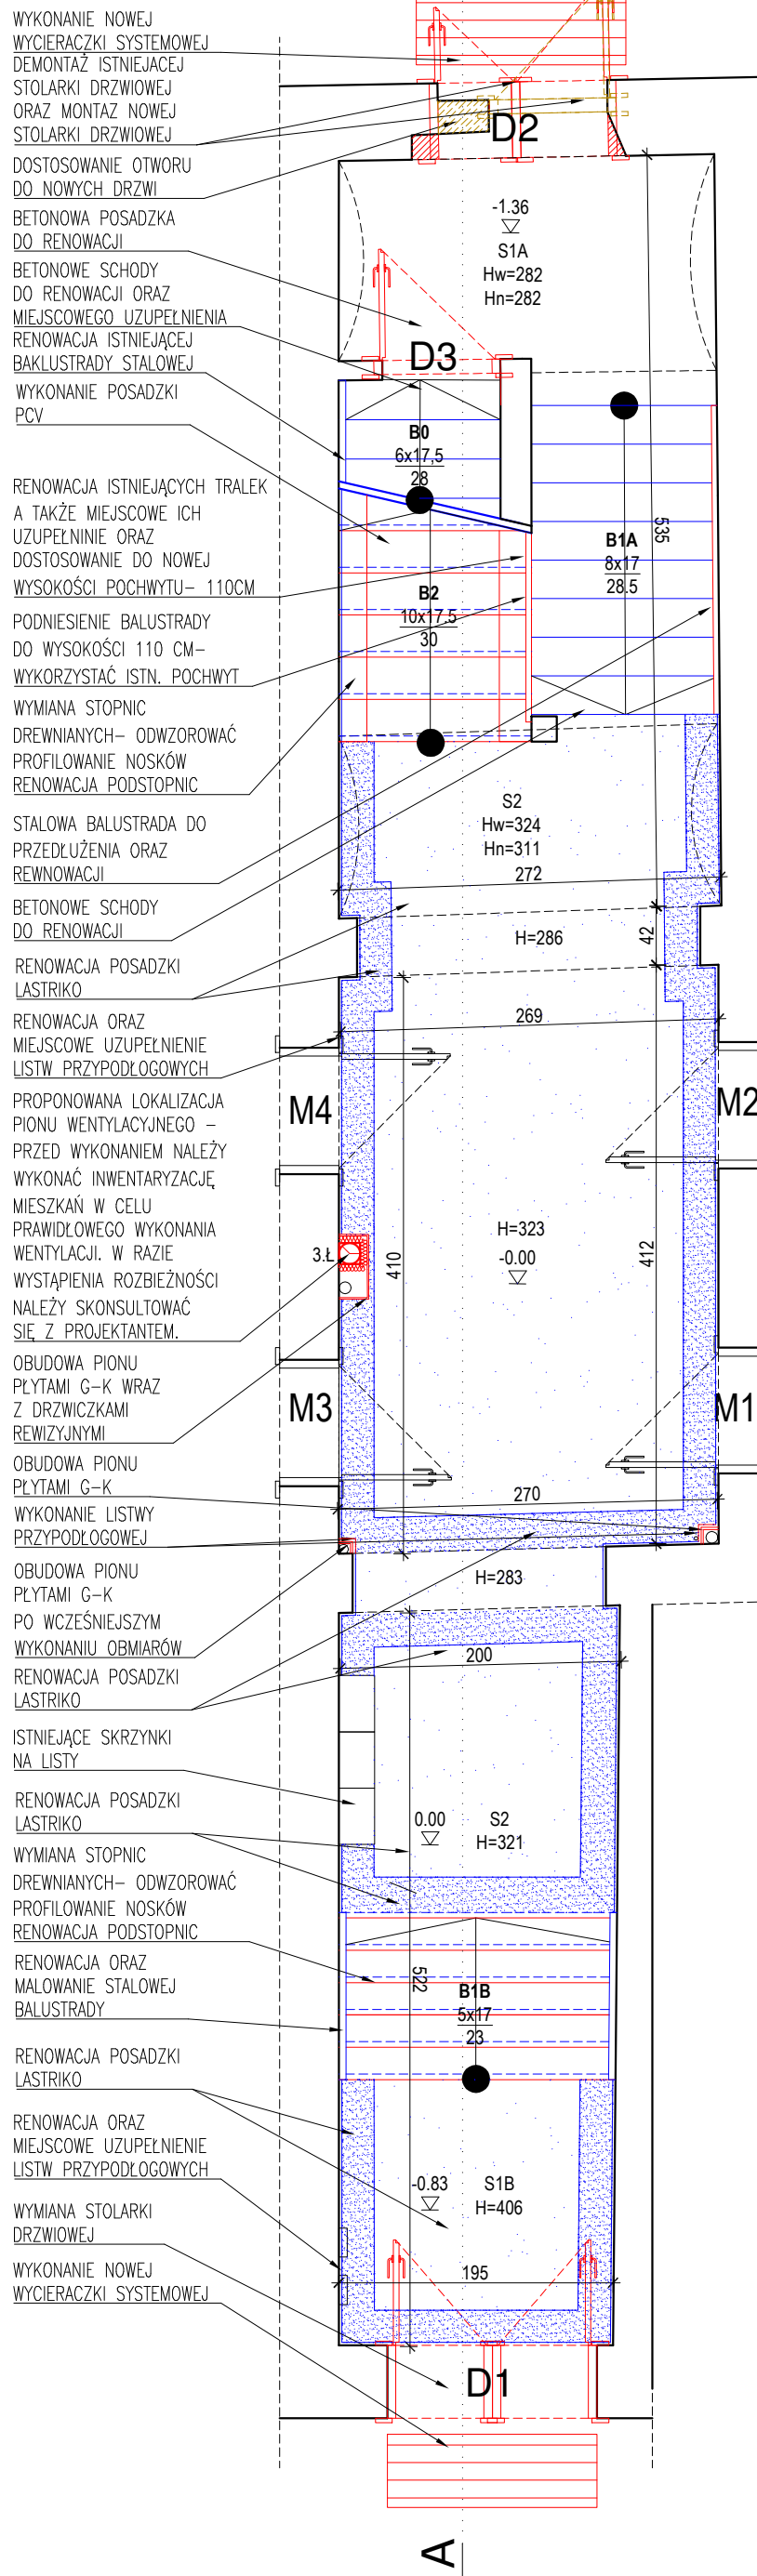 WYKONANIE NOWEJ
WYCIERACZKI SYSTEMOWEJ
DEMONTAŻ ISTNIEJACEJ
STOLARKI DRZWIOWEJ
ORAZ MONTAZ NOWEJ
STOLARKI DRZWIOWEJ
DOSTOSOWANIE OTWORU
DO NOWYCH DRZWI
BETONOWA POSADZKA
DO RENOWACJI
BETONOWE SCHODY
DO RENOWACJI ORAZ
MIEJSCOWEGO UZUPEŁNIENIA
RENOWACJA ISTNIEJĄCEJ
BAKLUSTRADY STALOWEJ
WYKONANIE POSADZKI
PCV
RENOWACJA ISTNIEJĄCYCH TRALEK
A TAKŻE MIEJSCOWE ICH
UZUPEŁNINIE ORAZ
DOSTOSOWANIE DO NOWEJ
WYSOKOŚCI POCHWYTU- 110CM
PODNIESIENIE BALUSTRADY
DO WYSOKOŚCI 110 CM-
WYKORZYSTAĆ ISTN. POCHWYT
WYMIANA STOPNIC
DREWNIANYCH- ODWZOROWAĆ
PROFILOWANIE NOSKÓW
RENOWACJA PODSTOPNIC
STALOWA BALUSTRADA DO
PRZEDŁUŻENIA ORAZ
REWNOWACJI
BETONOWE SCHODY
DO RENOWACJI
RENOWACJA POSADZKI
LASTRIKO
RENOWACJA ORAZ
MIEJSCOWE UZUPEŁNIENIE
LISTW PRZYPODŁOGOWYCH
PROPONOWANA LOKALIZACJA
PIONU WENTYLACYJNEGO -
PRZED WYKONANIEM NALEŻY
WYKONAĆ INWENTARYZACJĘ
MIESZKAŃ W CELU
PRAWIDŁOWEGO WYKONANIA
WENTYLACJI. W RAZIE
WYSTĄPIENIA ROZBIEŻNOŚCI
NALEŻY SKONSULTOWAĆ
SIĘ Z PROJEKTANTEM.
OBUDOWA PIONU
PŁYTAMI G-K WRAZ
Z DRZWICZKAMI
REWIZYJNYMI
OBUDOWA PIONU
PŁYTAMI G-K
WYKONANIE LISTWY
PRZYPODŁOGOWEJ
OBUDOWA PIONU
PŁYTAMI G-K
PO WCZEŚNIEJSZYM
WYKONANIU OBMIARÓW
RENOWACJA POSADZKI
LASTRIKO
ISTNIEJĄCE SKRZYNKI
NA LISTY
RENOWACJA POSADZKI
LASTRIKO
WYMIANA STOPNIC
DREWNIANYCH- ODWZOROWAĆ
PROFILOWANIE NOSKÓW
RENOWACJA PODSTOPNIC
RENOWACJA ORAZ
MALOWANIE STALOWEJ
BALUSTRADY
RENOWACJA POSADZKI
LASTRIKO
RENOWACJA ORAZ
MIEJSCOWE UZUPEŁNIENIE
LISTW PRZYPODŁOGOWYCH
WYMIANA STOLARKI
DRZWIOWEJ
WYKONANIE NOWEJ
WYCIERACZKI SYSTEMOWEJ
D2
-1.36
S1A
Hw=282
Hn=282
D3
B0
6x17,5
28
535
B1A
8x17
28.5
B2
10x17.5
30
S2
Hw=324
Hn=311
272
H=286
42
269
M4
M2
H=323
-0.00
3.Ł
410
412
M3
M1
270
H=283
200
0.00
S2
H=321
522
B1B
5x17
23
-0.83
S1B
H=406
195
D1
A